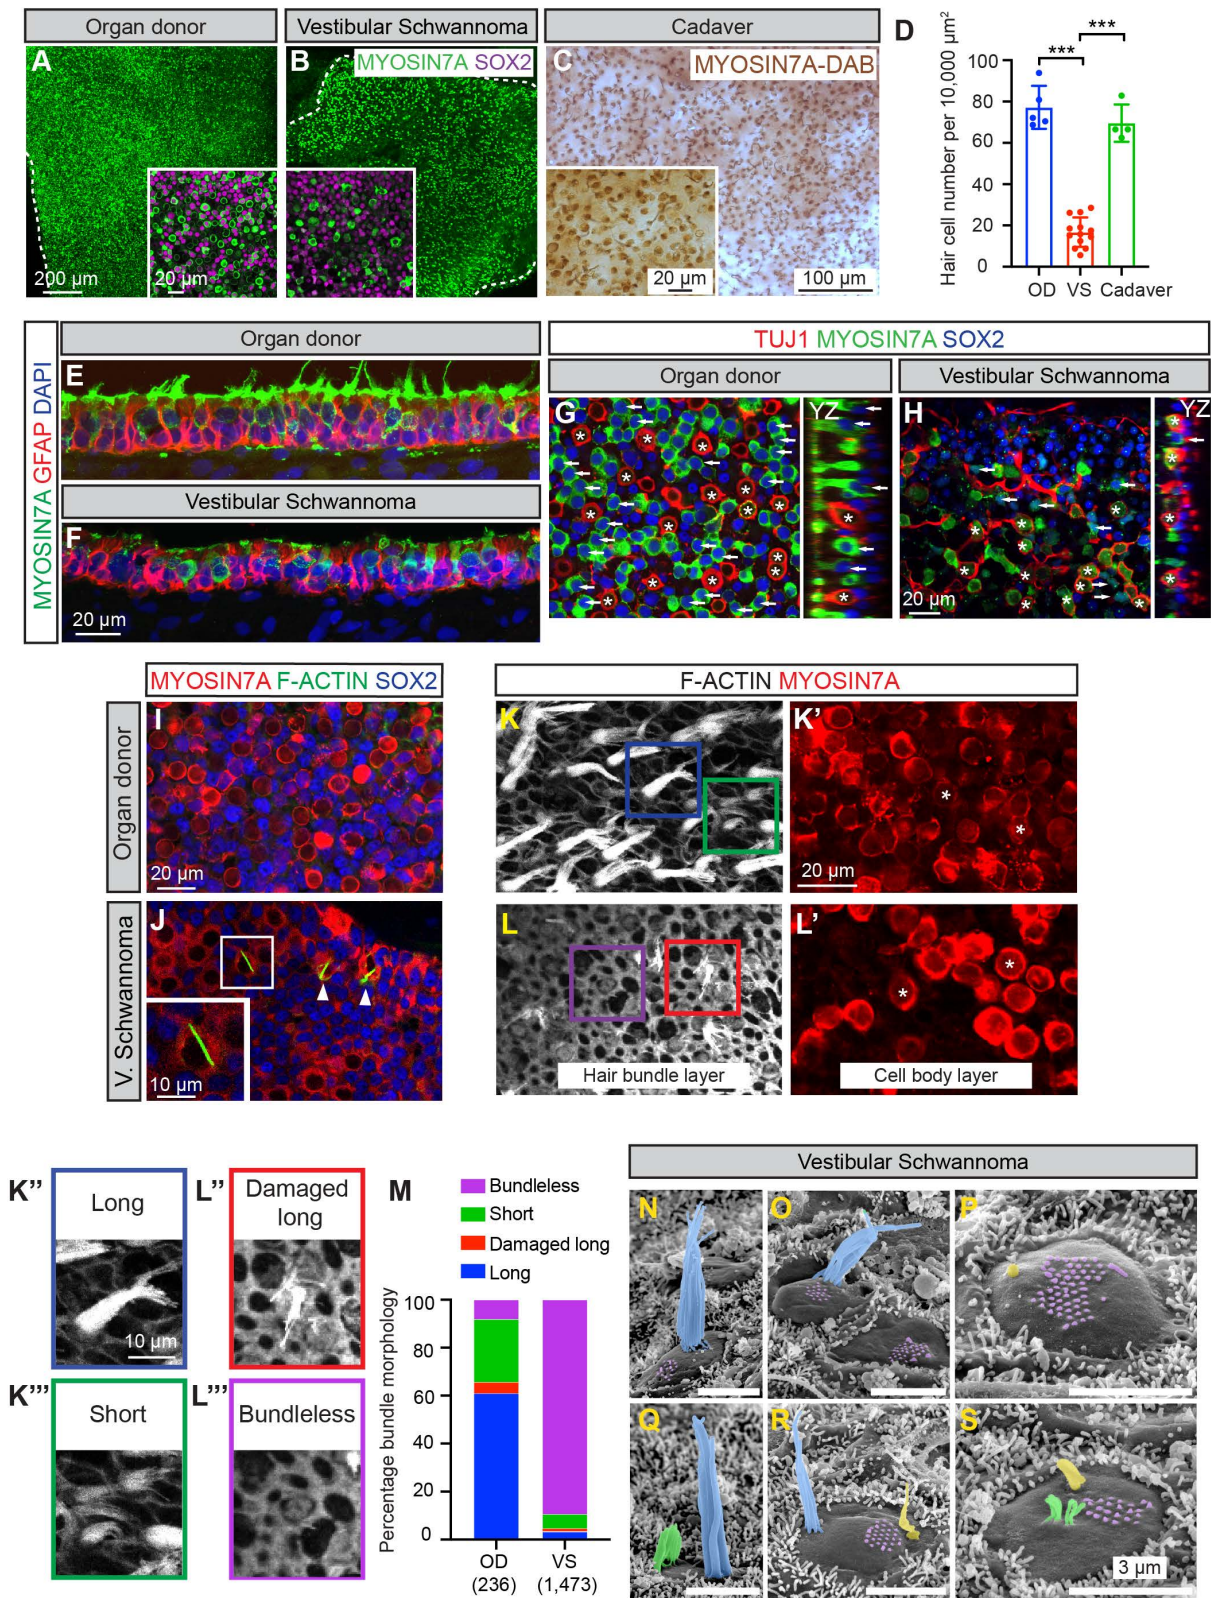 Organ donor
Vestibular Schwannoma
Cadaver
A
B
MYOSIN7A SOX2
C
MYOSIN7A-DAB
200 µm
20 µm
20 µm
100 µm
D
Hair cell number per 10,000 µm²
***
***
100
80
60
40
20
0
OD VS Cadaver
MYOSIN7A GFAP DAPI
Organ donor
E
Vestibular Schwannoma
F
20 µm
TUJ1 MYOSIN7A SOX2
Organ donor
Vestibular Schwannoma
G
YZ
H
YZ
20 µm
MYOSIN7A F-ACTIN SOX2
Organ donor
I
20 µm
V. Schwannoma
J
10 µm
F-ACTIN MYOSIN7A
K
K'
20 µm
L
Hair bundle layer
L'
Cell body layer
K''
Long
10 µm
L''
Damaged
long
K'''
Short
L'''
Bundleless
M
Bundleless
Short
Damaged long
Long
Percentage bundle morphology
100
80
60
40
20
0
OD
(236)
VS
(1,473)
Vestibular Schwannoma
N
O
P
Q
R
S
3 µm